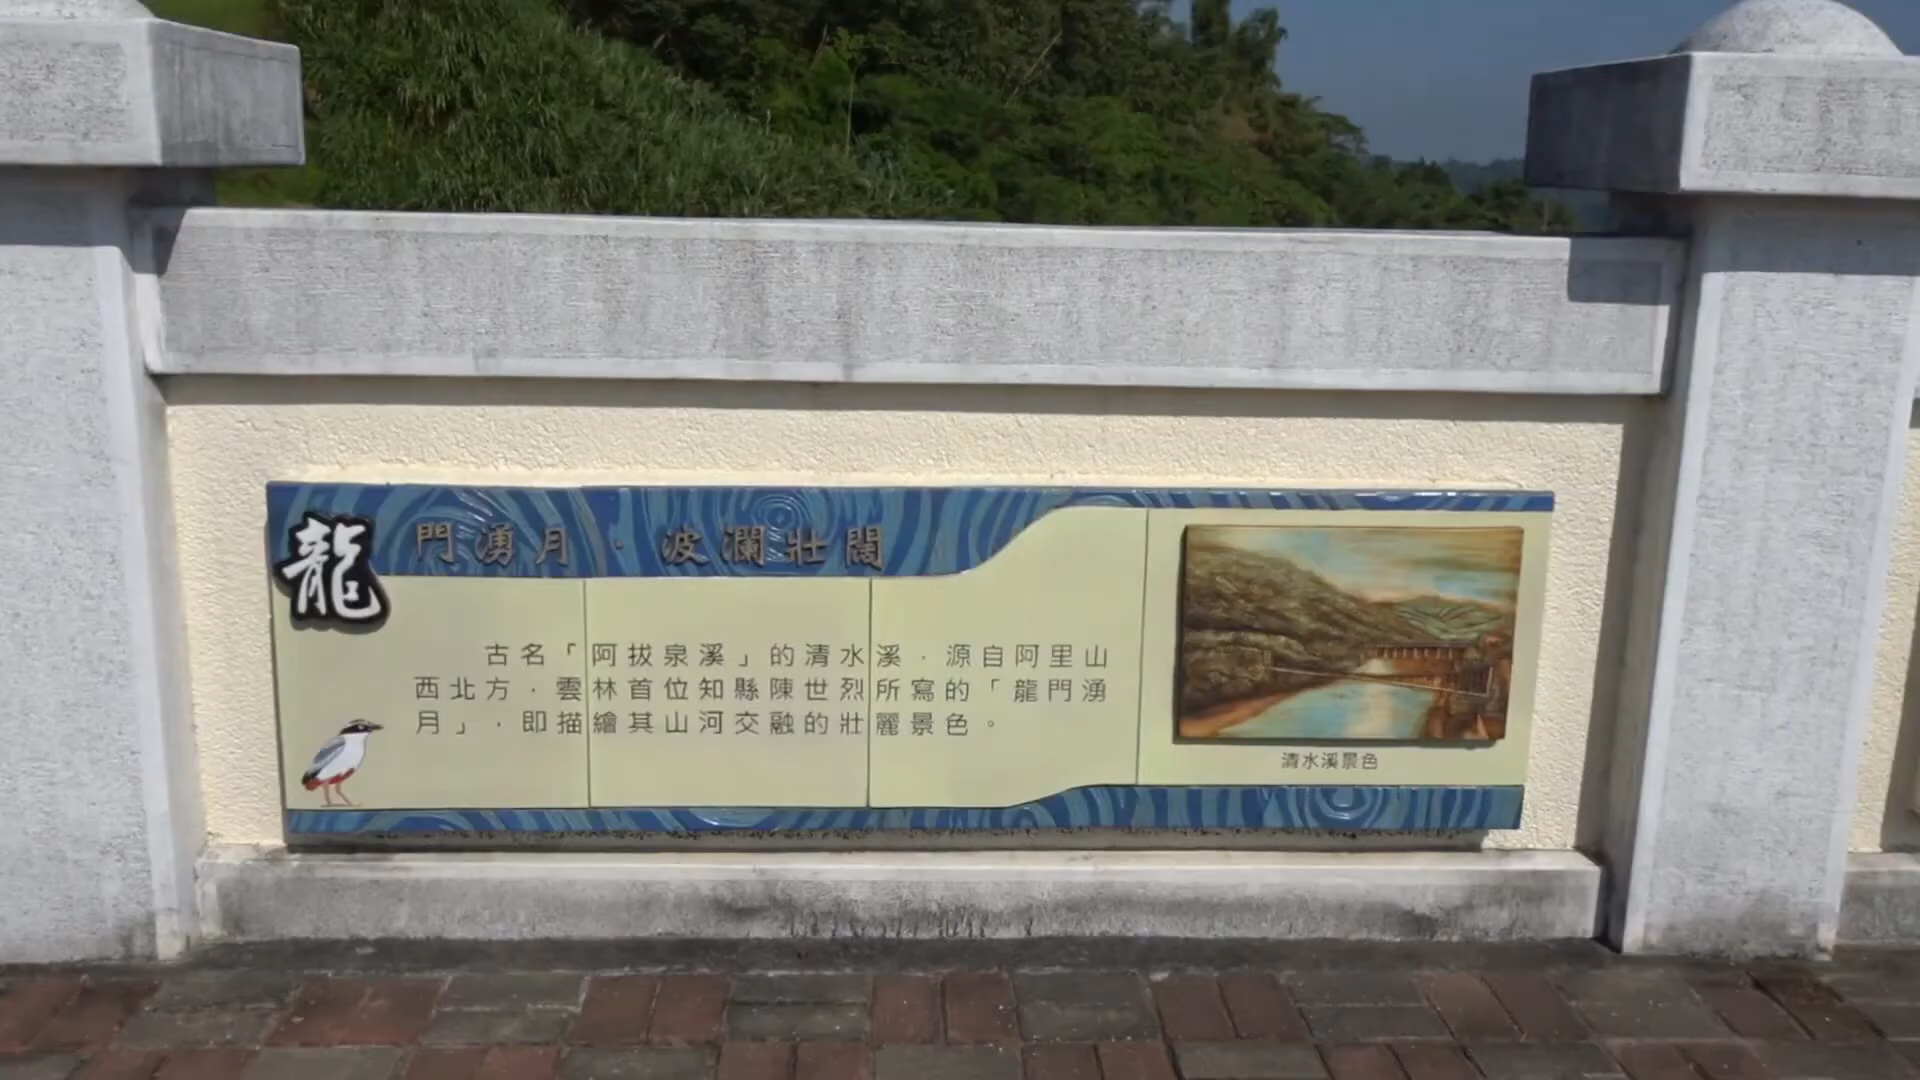 龍門湧月・波瀾壯闊
古名「阿拔泉溪」的清水溪，源自阿里山
西北方，雲林首位知縣陳世烈所寫的「龍門湧
月」，即描繪其山河交融的壯麗景色。
清水溪景色